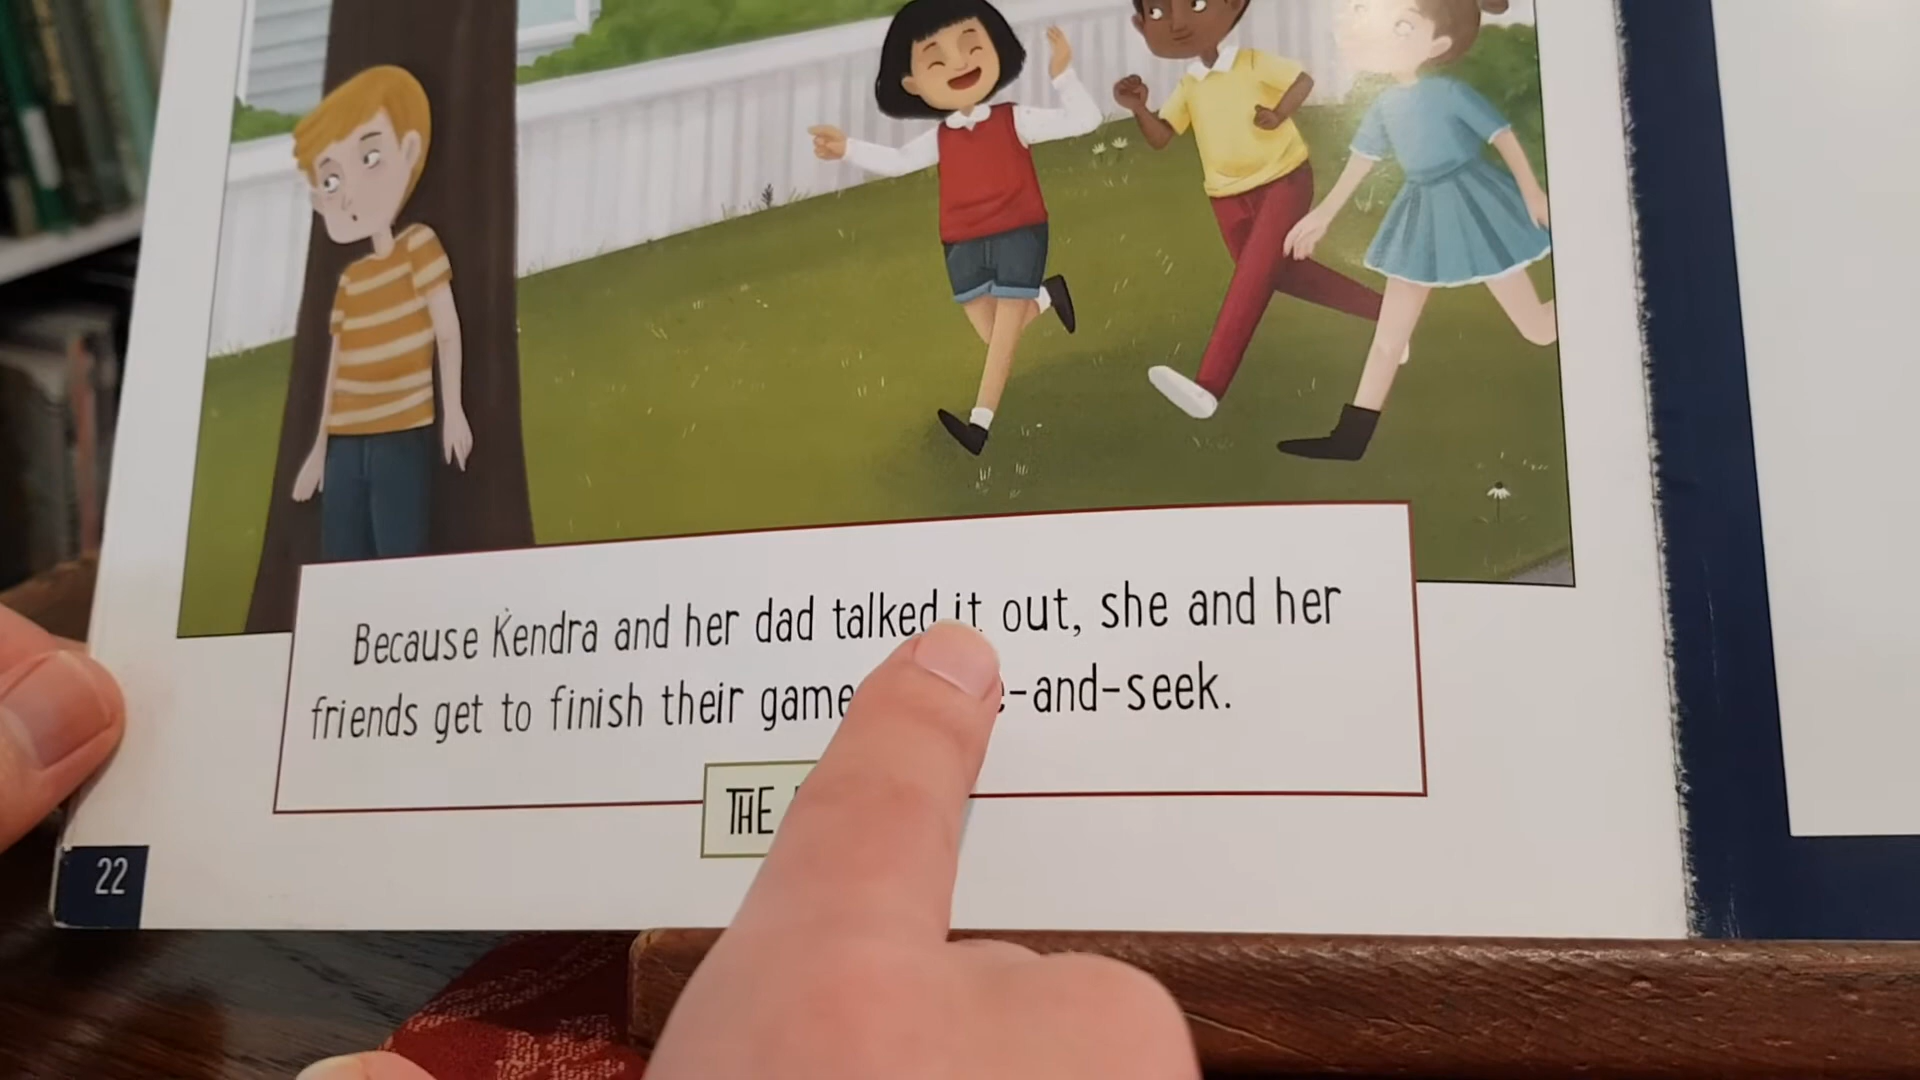 Because Kendra and her dad talked it out, she and her
friends get to finish their game -and-seek.
THE
22